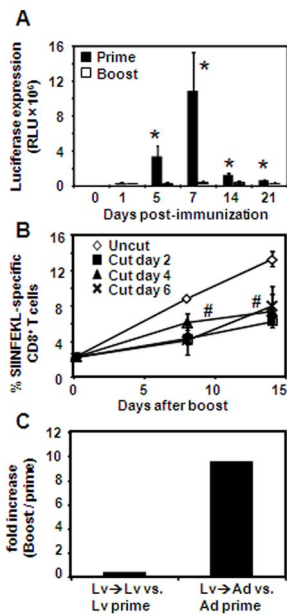 A
Luciferase expression
(RLU×10⁶)
16
12
8
4
0
Prime
Boost
*
*
*
*
0 1 5 7 14 21
Days post-immunization
B
% SIINFEKL-specific
CD8⁺ T cells
16
12
8
4
0
Uncut
Cut day 2
Cut day 4
Cut day 6
#
#
0 5 10 15
Days after boost
C
fold increase
(Boost/prime)
12
10
8
6
4
2
0
Lv→Lv vs. Lv→Ad vs.
Lv prime Ad prime